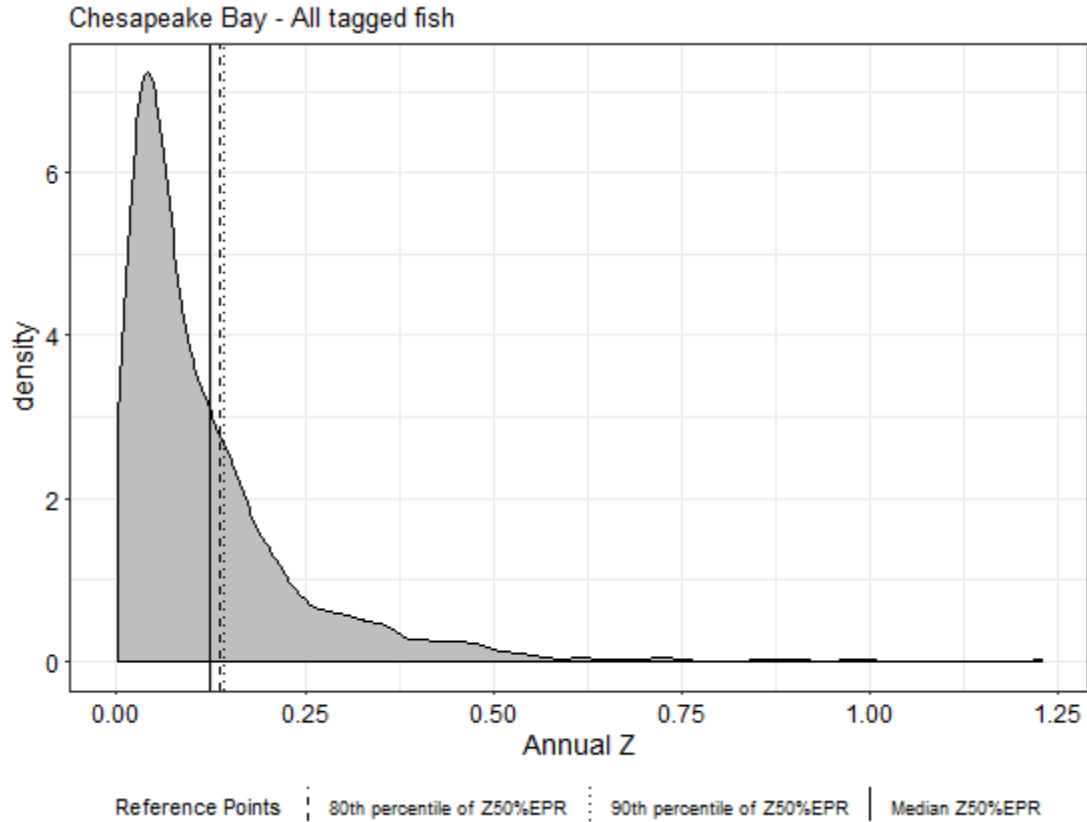 Chesapeake Bay - All tagged fish
6
4
2
0
density
0.00 0.25 0.50 0.75 1.00 1.25
Annual Z
Reference Points 80th percentile of Z50%EPR 90th percentile of Z50%EPR Median Z50%EPR